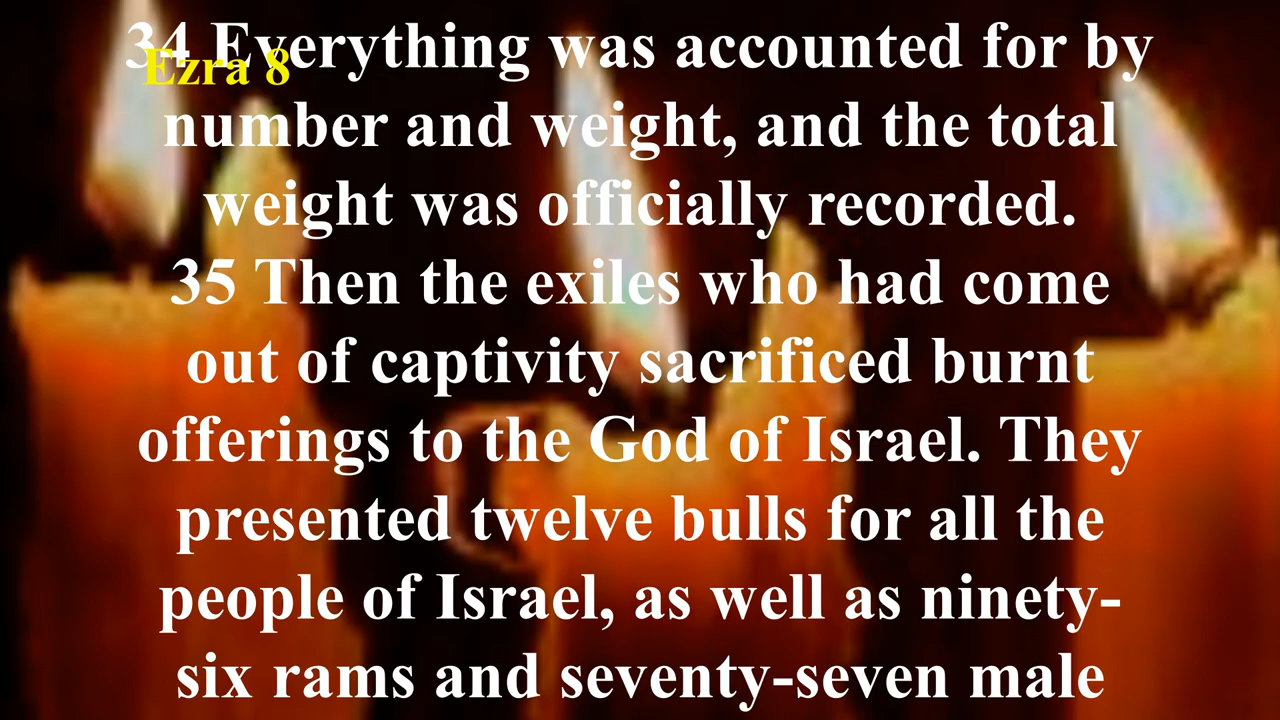 34 Everything was accounted for by
Ezra 8
number and weight, and the total
weight was officially recorded.
35 Then the exiles who had come
out of captivity sacrificed burnt
offerings to the God of Israel. They
presented twelve bulls for all the
people of Israel, as well as ninety-
six rams and seventy-seven male